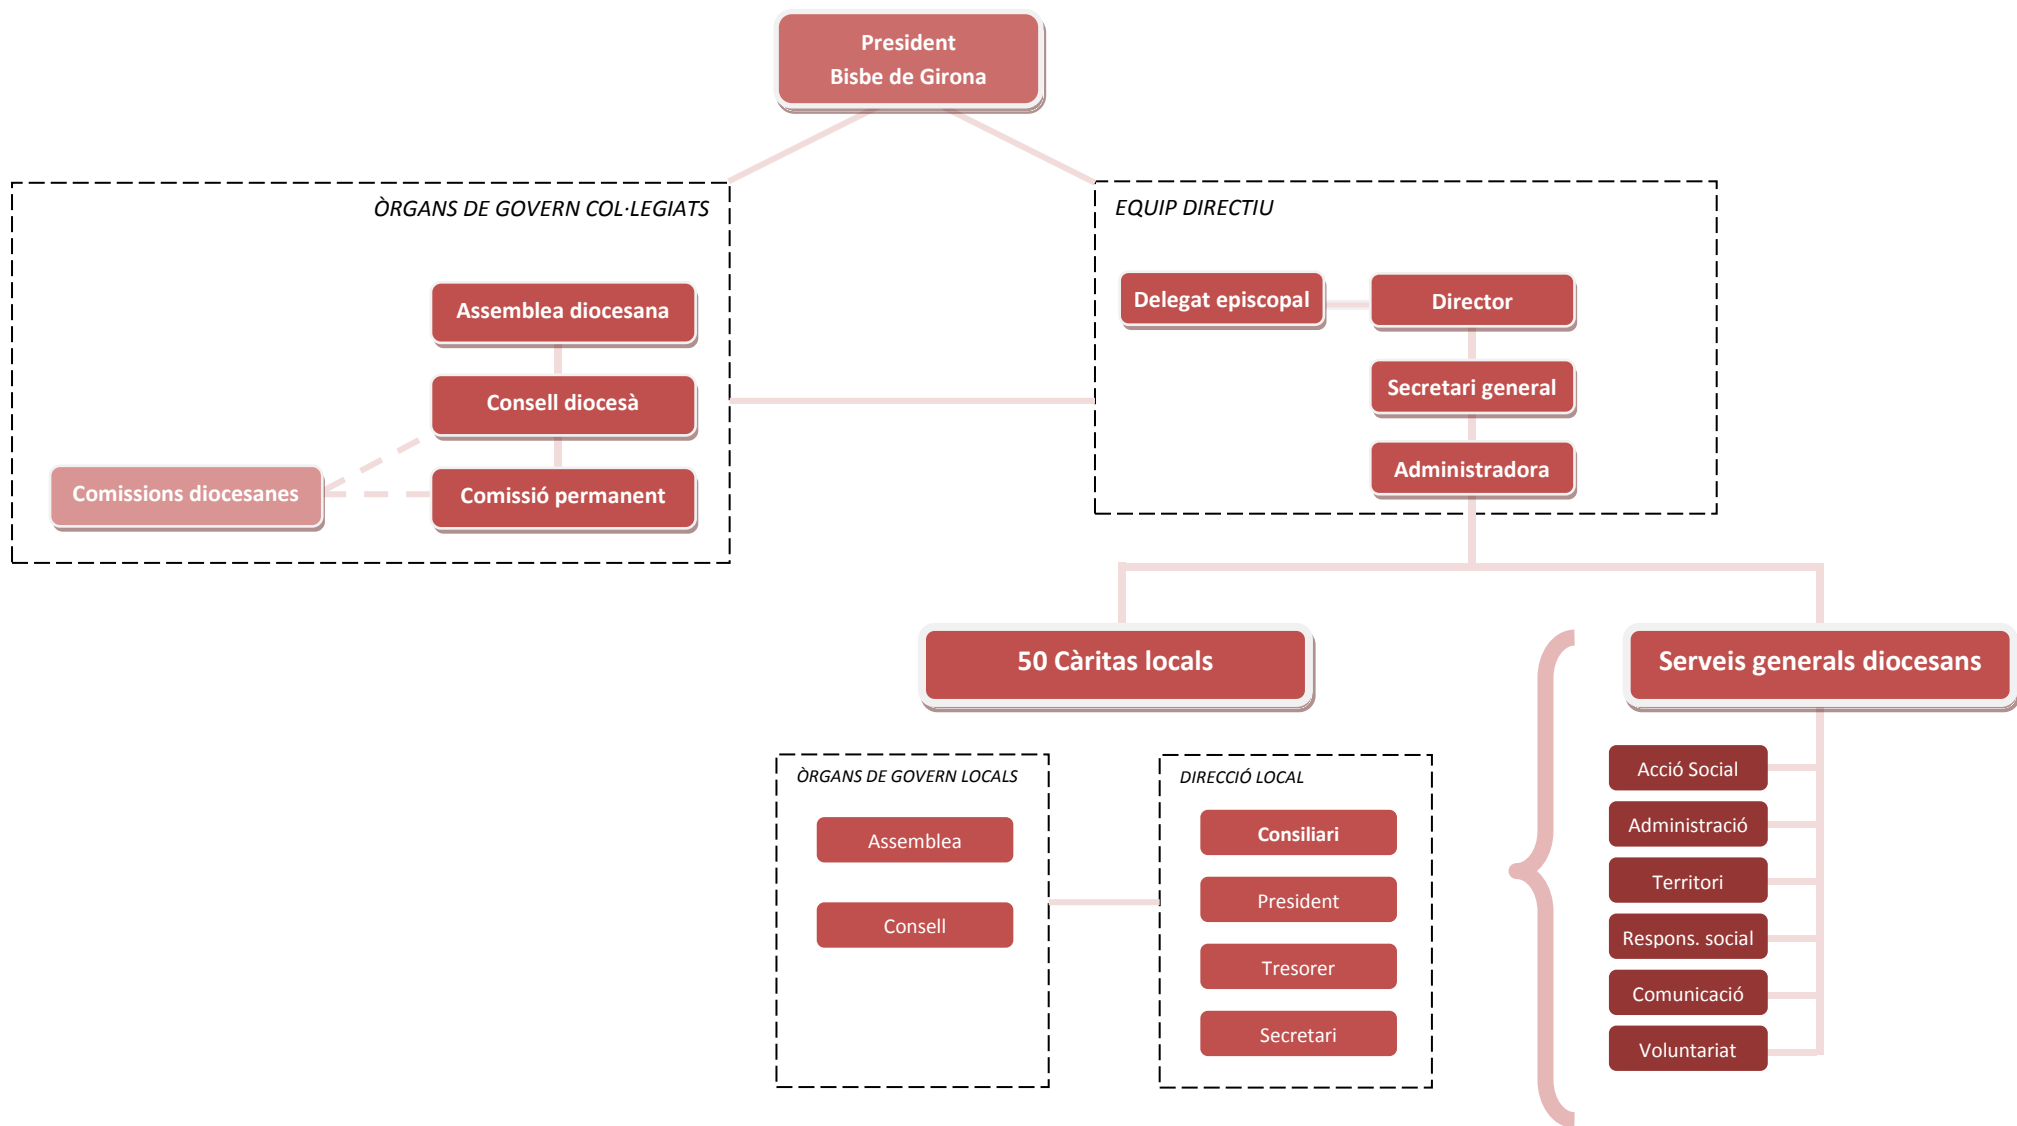 President
Bisbe de Girona
ÒRGANS DE GOVERN COL·LEGIATS
Assemblea diocesana
Consell diocesà
Comissions diocesanes
Comissió permanent
EQUIP DIRECTIU
Delegat episcopal
Director
Secretari general
Administradora
50 Càritas locals
Serveis generals diocesans
ÒRGANS DE GOVERN LOCALS
Assemblea
Consell
DIRECCIÓ LOCAL
Consiliari
President
Tresorer
Secretari
Acció Social
Administració
Territori
Respons. social
Comunicació
Voluntariat